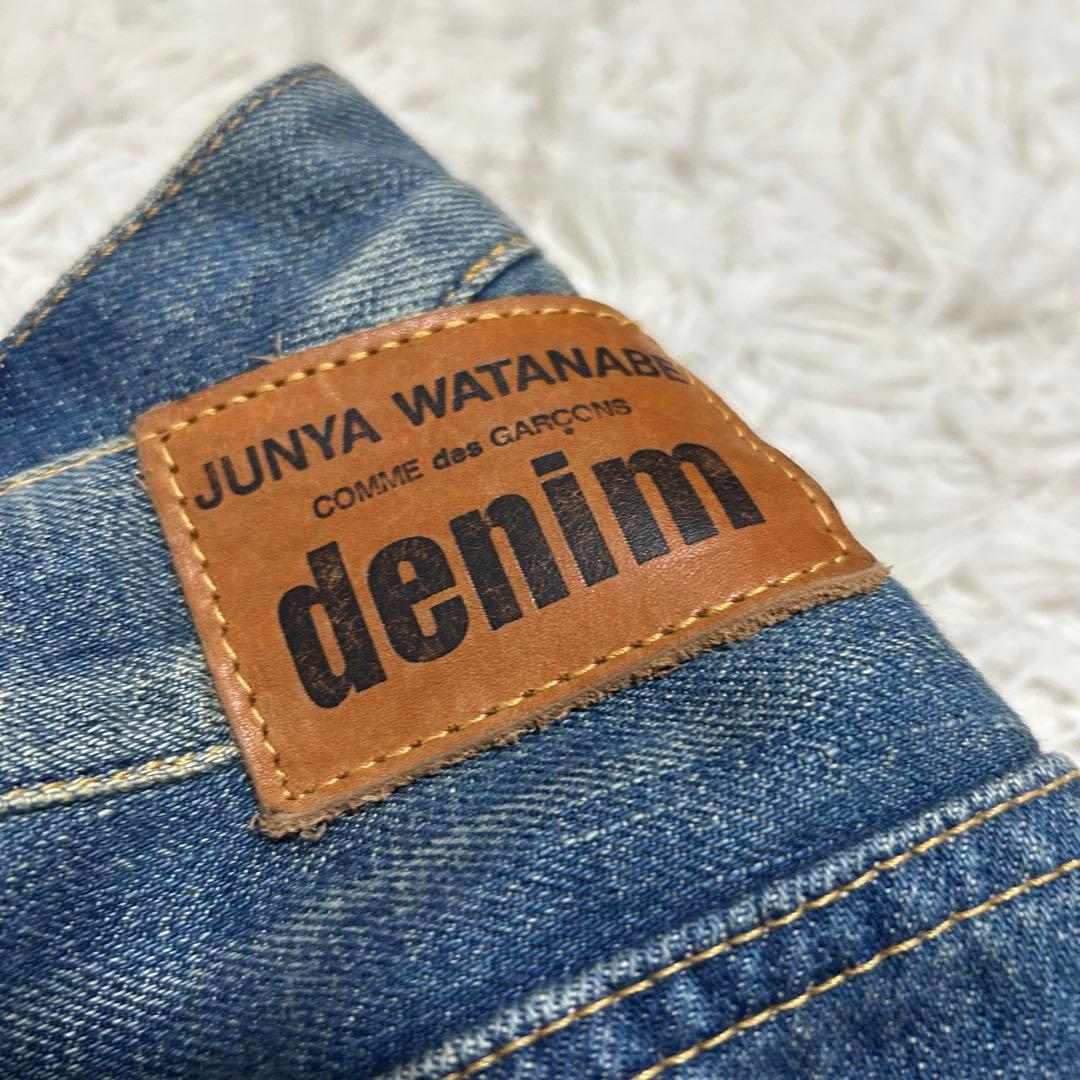 JUNYA WATANABE
COMME des GARÇONS
denim